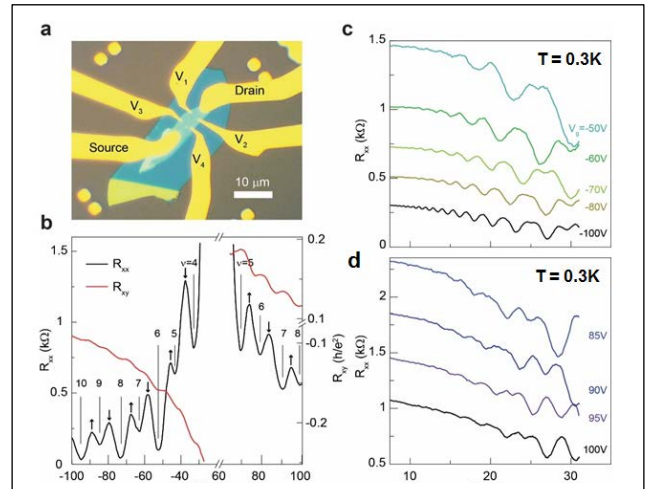 a
V1
V3
Drain
V2
Source
V4
10 μm
b
Rxx
Rxy
ν=4
ν=5
6
5
6
7
8
10
9
8
7
1.5
1
0.5
0
0.2
0.1
-0.1
-0.2
Rxx (kΩ)
Rxy (h/e²)
-100
-80
-60
-40
80
100
c
T = 0.3K
Vg=-50V
-60V
-70V
-80V
-100V
1.5
1
0.5
0
Rxx (kΩ)
10
20
30
d
T = 0.3K
85V
90V
95V
100V
2
1.5
0.5
Rxx (kΩ)
10
20
30